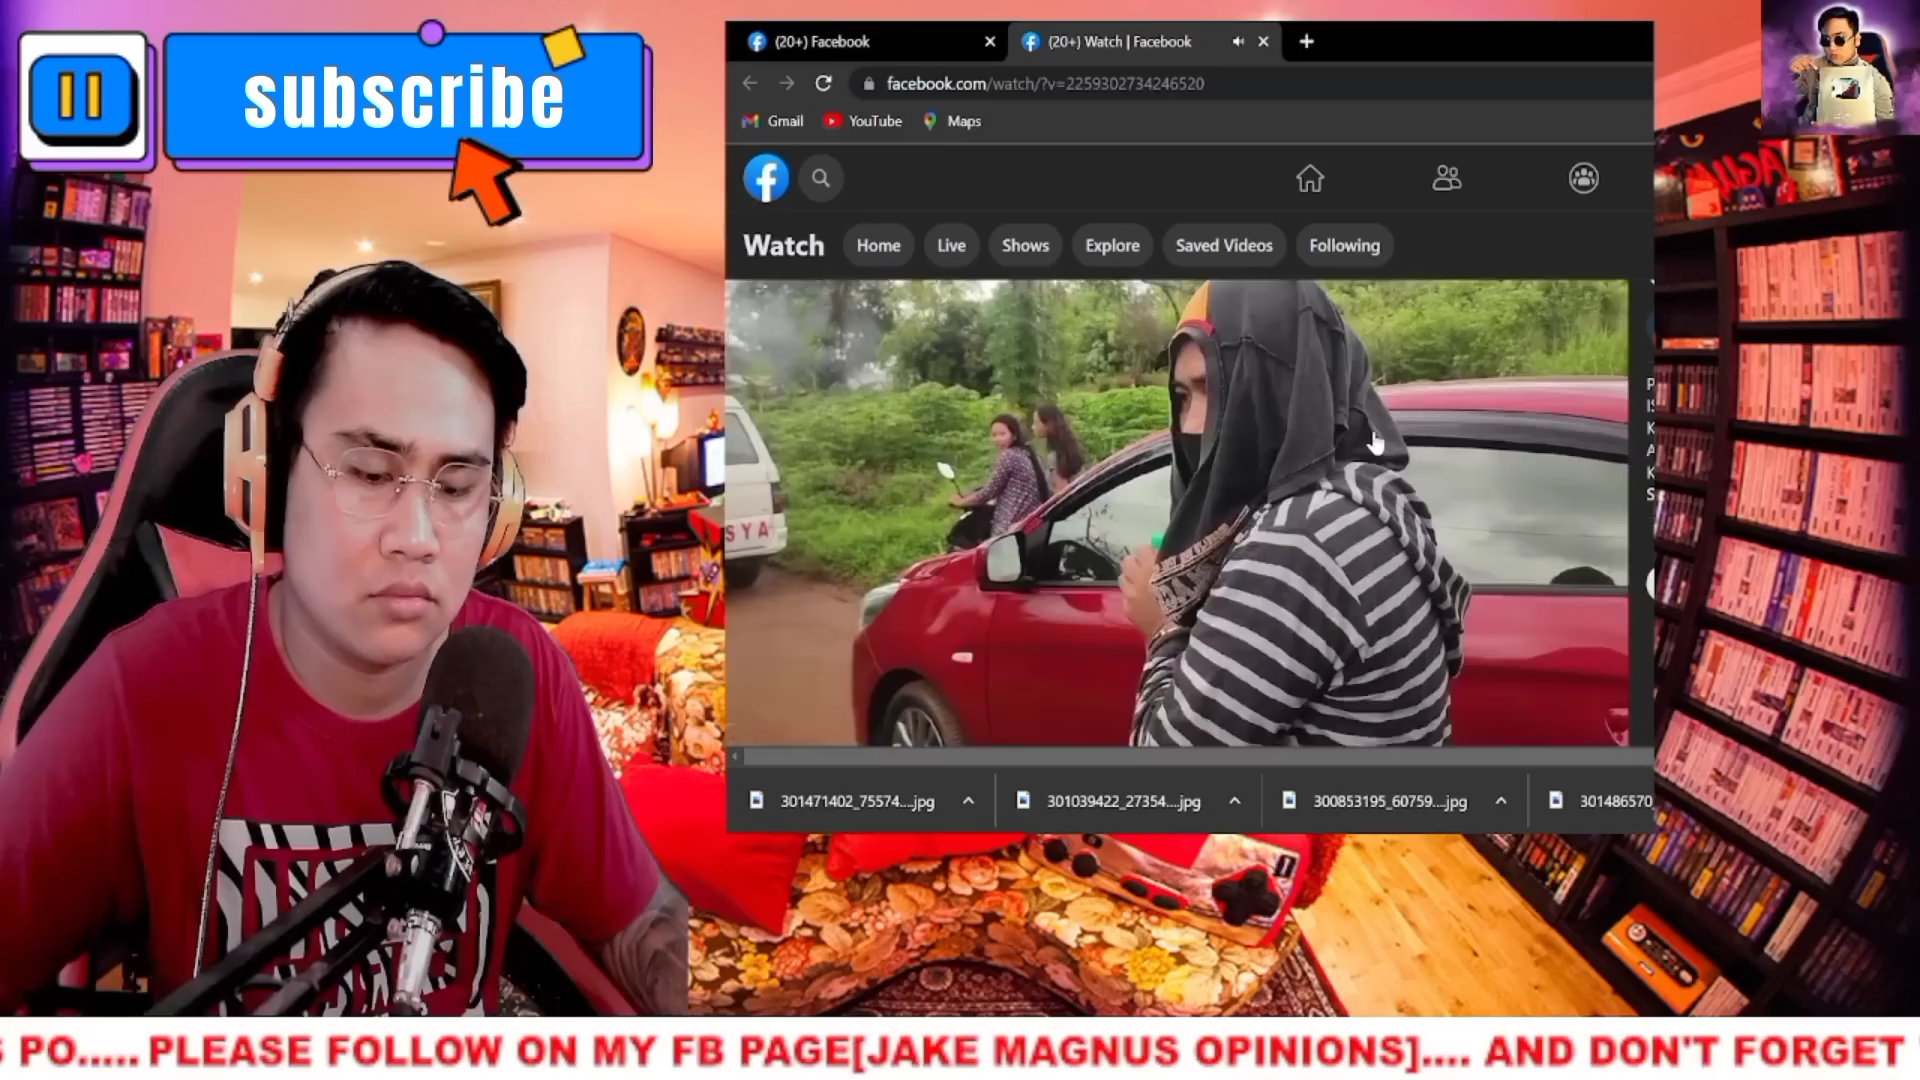 subscribe
(20+) Facebook
(20+) Watch | Facebook
facebook.com/watch/?v=2259302734246520
Gmail
YouTube
Maps
Watch
Home
Live
Shows
Explore
Saved Videos
Following
SYA
301471402_75574....jpg
301039422_27354....jpg
300853195_60759....jpg
301486570
PO..... PLEASE FOLLOW ON MY FB PAGE[JAKE MAGNUS OPINIONS].... AND DON'T FORGET